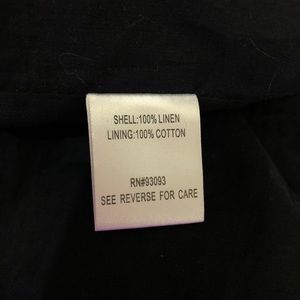 SHELL:100% LINEN
LINING:100% COTTON
RN#93093
SEE REVERSE FOR CARE